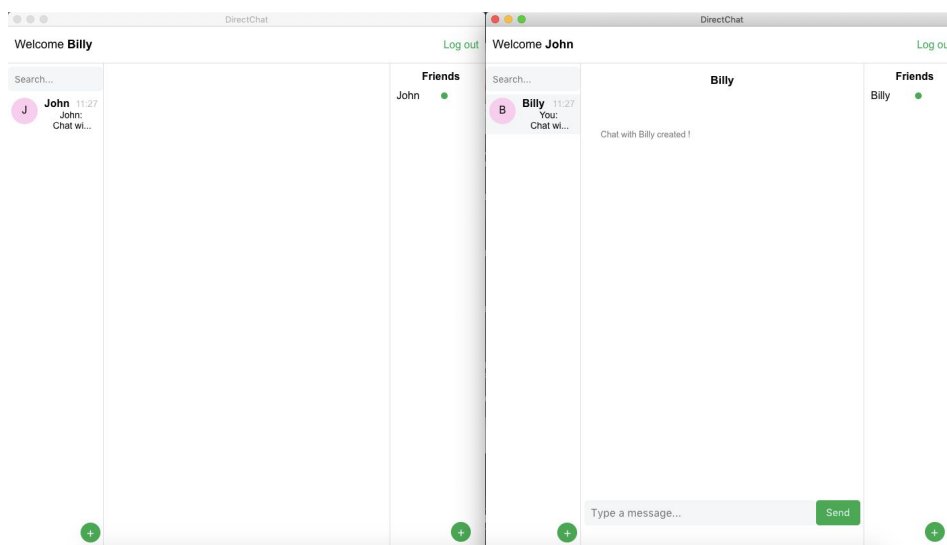 DirectChat
Welcome Billy
Log out
Search...
J
John 11:27
John:
Chat wi...
Friends
John
+
+
DirectChat
Welcome John
Log ou
Search...
B
Billy 11:27
You:
Chat wi...
Billy
Chat with Billy created !
Type a message...
Send
Friends
Billy
+
+